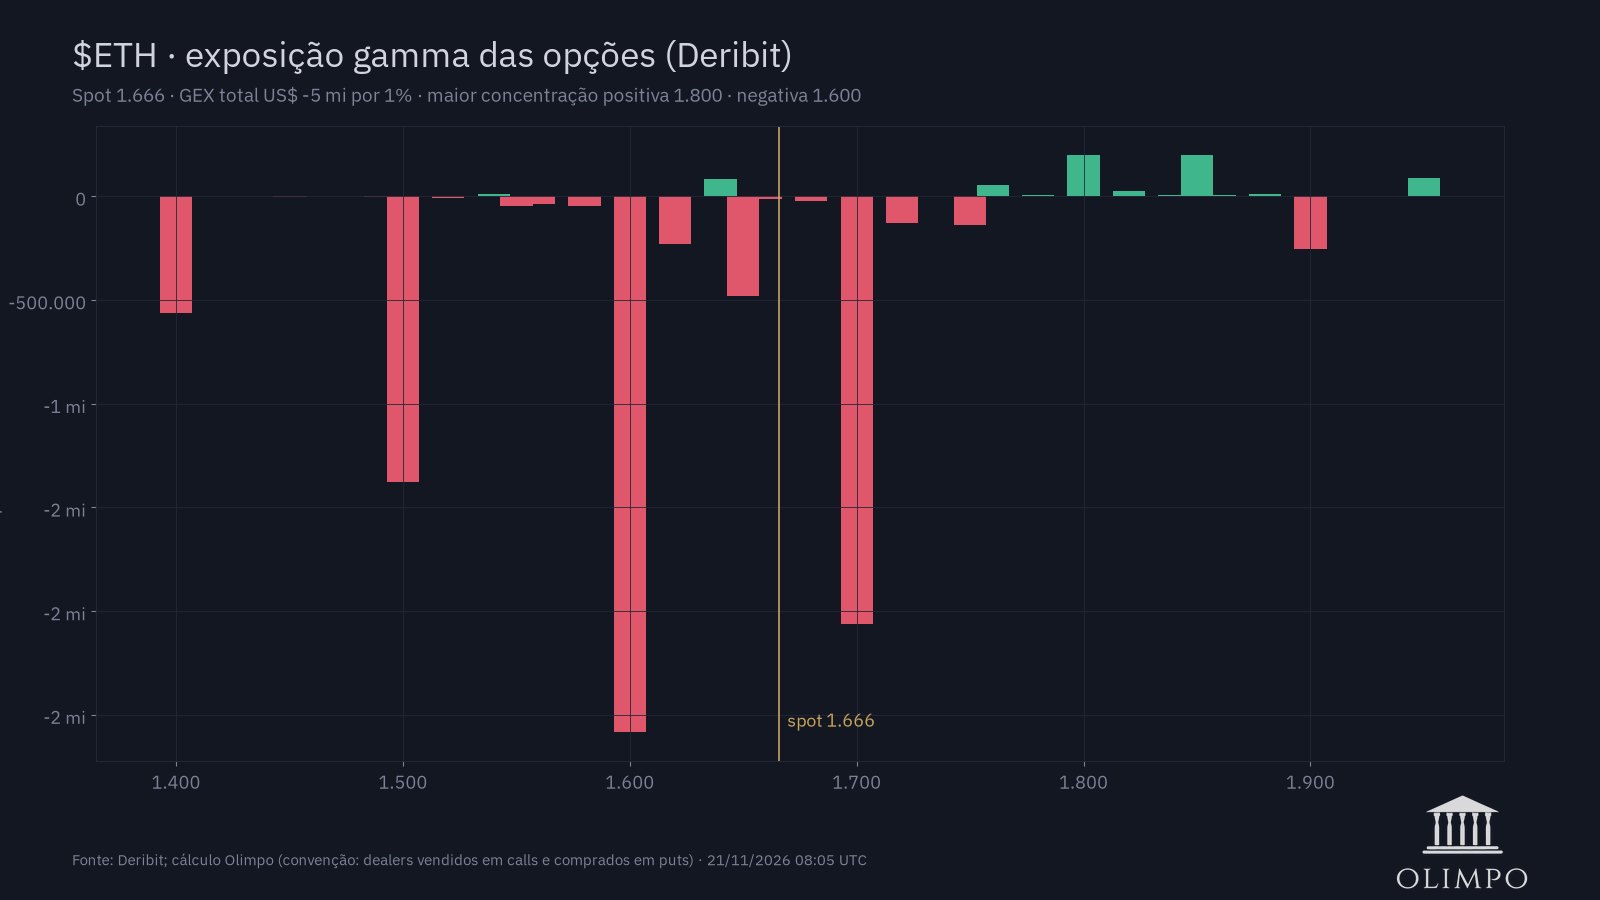 $ETH · exposição gamma das opções (Deribit)
Spot 1.666 · GEX total US$ -5 mi por 1% · maior concentração positiva 1.800 · negativa 1.600
0
-500.000
-1 mi
-2 mi
-2 mi
-2 mi
spot 1.666
1.400 1.500 1.600 1.700 1.800 1.900
Fonte: Deribit; cálculo Olimpo (convenção: dealers vendidos em calls e comprados em puts) · 21/11/2026 08:05 UTC
OLIMPO